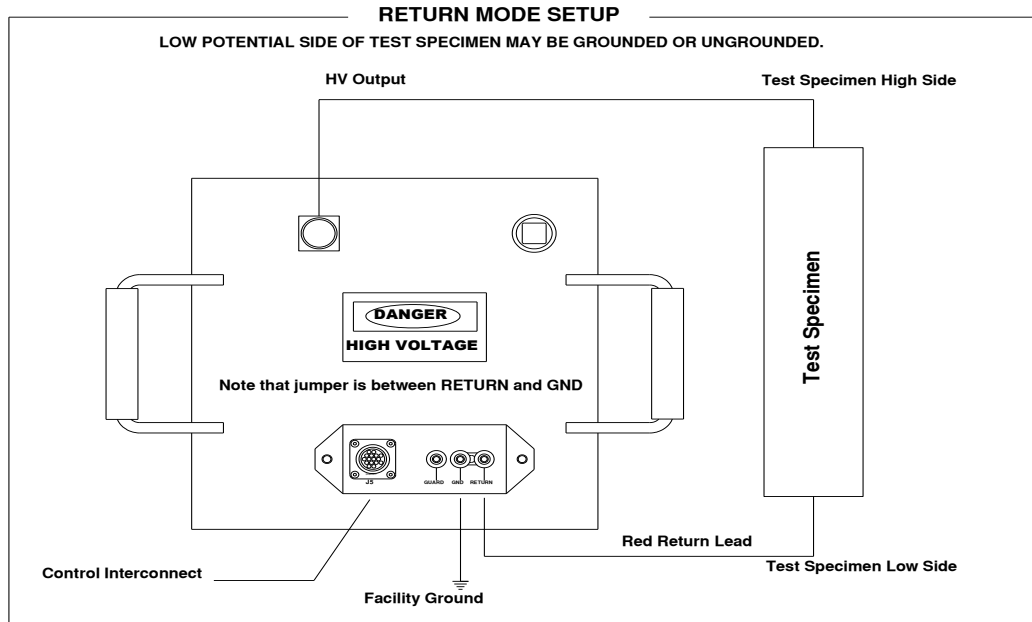 RETURN MODE SETUP
LOW POTENTIAL SIDE OF TEST SPECIMEN MAY BE GROUNDED OR UNGROUNDED.
HV Output
Test Specimen High Side
DANGER
HIGH VOLTAGE
Test Specimen
Note that jumper is between RETURN and GND
J5
GUARD GND RETURN
Red Return Lead
Test Specimen Low Side
Control Interconnect
Facility Ground